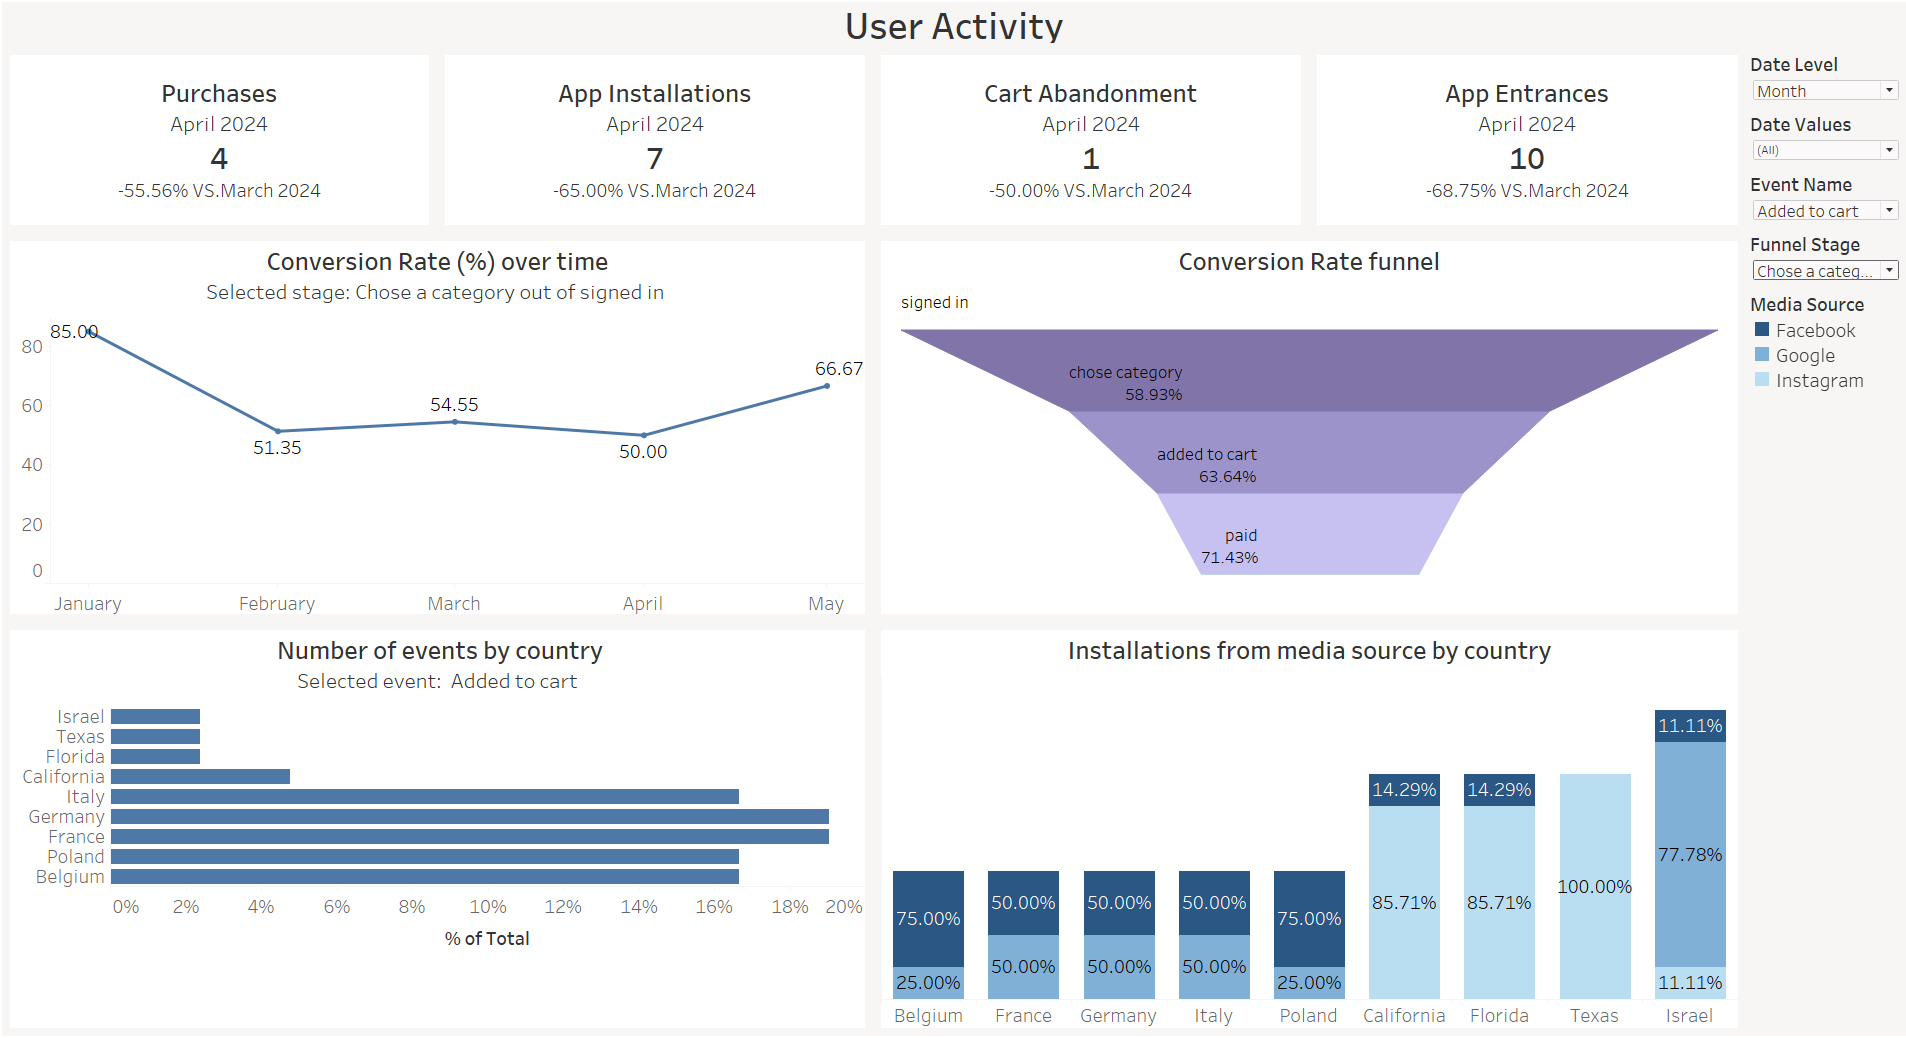 User Activity
Purchases
April 2024
4
-55.56% VS.March 2024
App Installations
April 2024
7
-65.00% VS.March 2024
Cart Abandonment
April 2024
1
-50.00% VS.March 2024
App Entrances
April 2024
10
-68.75% VS.March 2024
Date Level
Month
Date Values
(All)
Event Name
Added to cart
Funnel Stage
Chose a categ...
Media Source
Facebook
Google
Instagram
Conversion Rate (%) over time
Selected stage: Chose a category out of signed in
80
60
40
20
0
85.00
51.35
54.55
50.00
66.67
January
February
March
April
May
Conversion Rate funnel
signed in
chose category
58.93%
added to cart
63.64%
paid
71.43%
Number of events by country
Selected event:  Added to cart
Israel
Texas
Florida
California
Italy
Germany
France
Poland
Belgium
0%
2%
4%
6%
8%
10%
12%
14%
16%
18%
20%
% of Total
Installations from media source by country
75.00%
25.00%
50.00%
50.00%
50.00%
50.00%
50.00%
50.00%
75.00%
25.00%
14.29%
85.71%
14.29%
85.71%
100.00%
11.11%
77.78%
11.11%
Belgium
France
Germany
Italy
Poland
California
Florida
Texas
Israel